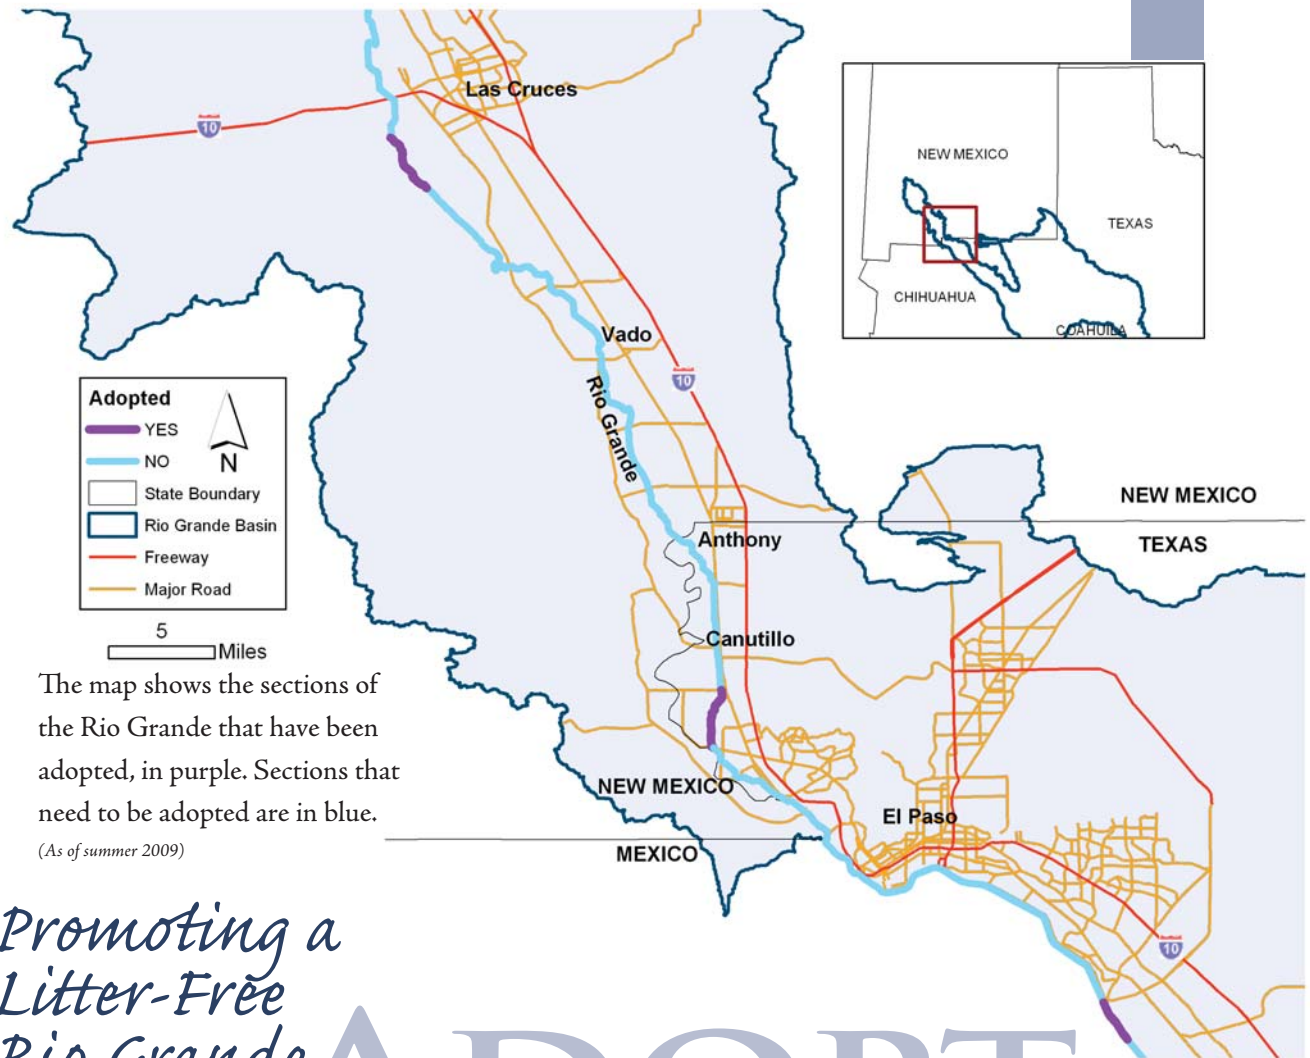 Las Cruces
10
NEW MEXICO
TEXAS
CHIHUAHUA
COAHUILA
Vado
10
Rio Grande
Adopted
YES
NO
N
State Boundary
Rio Grande Basin
Freeway
Major Road
5
Miles
NEW MEXICO
TEXAS
Anthony
Canutillo
The map shows the sections of
the Rio Grande that have been
adopted, in purple. Sections that
need to be adopted are in blue.
(As of summer 2009)
NEW MEXICO
MEXICO
El Paso
10
Promoting a
Litter-Free
Rio Grande
ADOPT